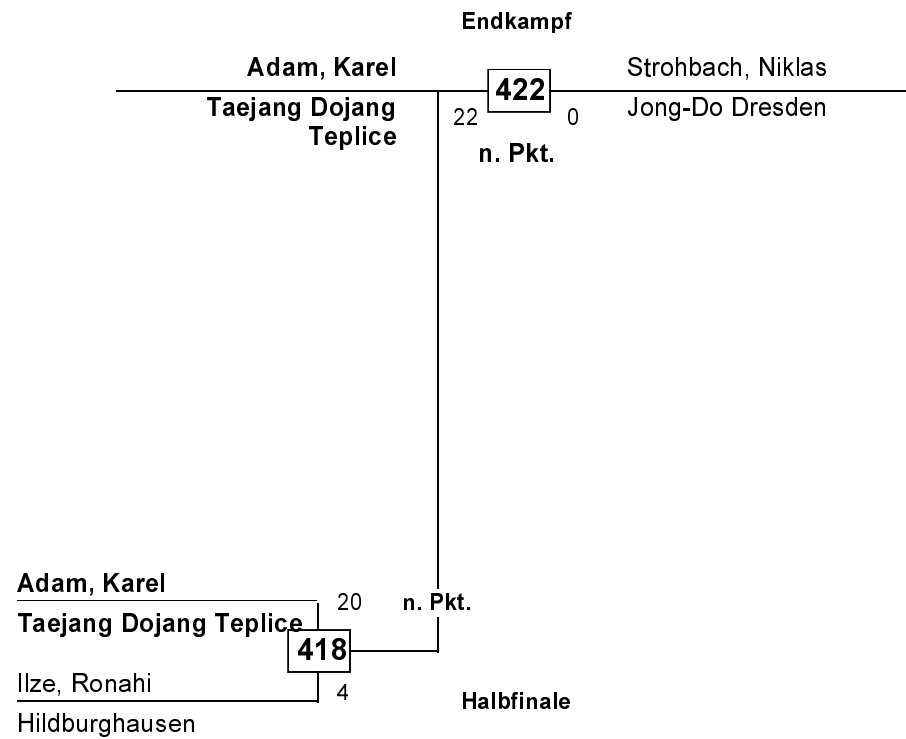 Endkampf
Adam, Karel
Taejang Dojang
Teplice
22
422
0
n. Pkt.
Strohbach, Niklas
Jong-Do Dresden
Adam, Karel
Taejang Dojang Teplice
20
n. Pkt.
418
Ilze, Ronahi
Hildburghausen
4
Halbfinale